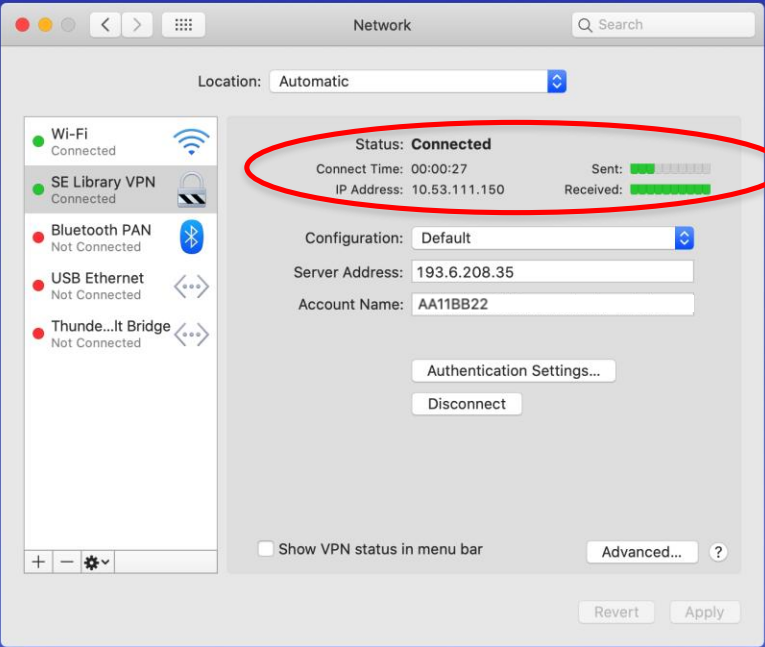 Network
Search
Location: Automatic
Wi-Fi
Connected
SE Library VPN
Connected
Bluetooth PAN
Not Connected
USB Ethernet
Not Connected
Thunde...lt Bridge
Not Connected
Status: Connected
Connect Time: 00:00:27 Sent:
IP Address: 10.53.111.150 Received:
Configuration: Default
Server Address: 193.6.208.35
Account Name: AA11BB22
Authentication Settings...
Disconnect
Show VPN status in menu bar
Advanced... ?
Revert Apply